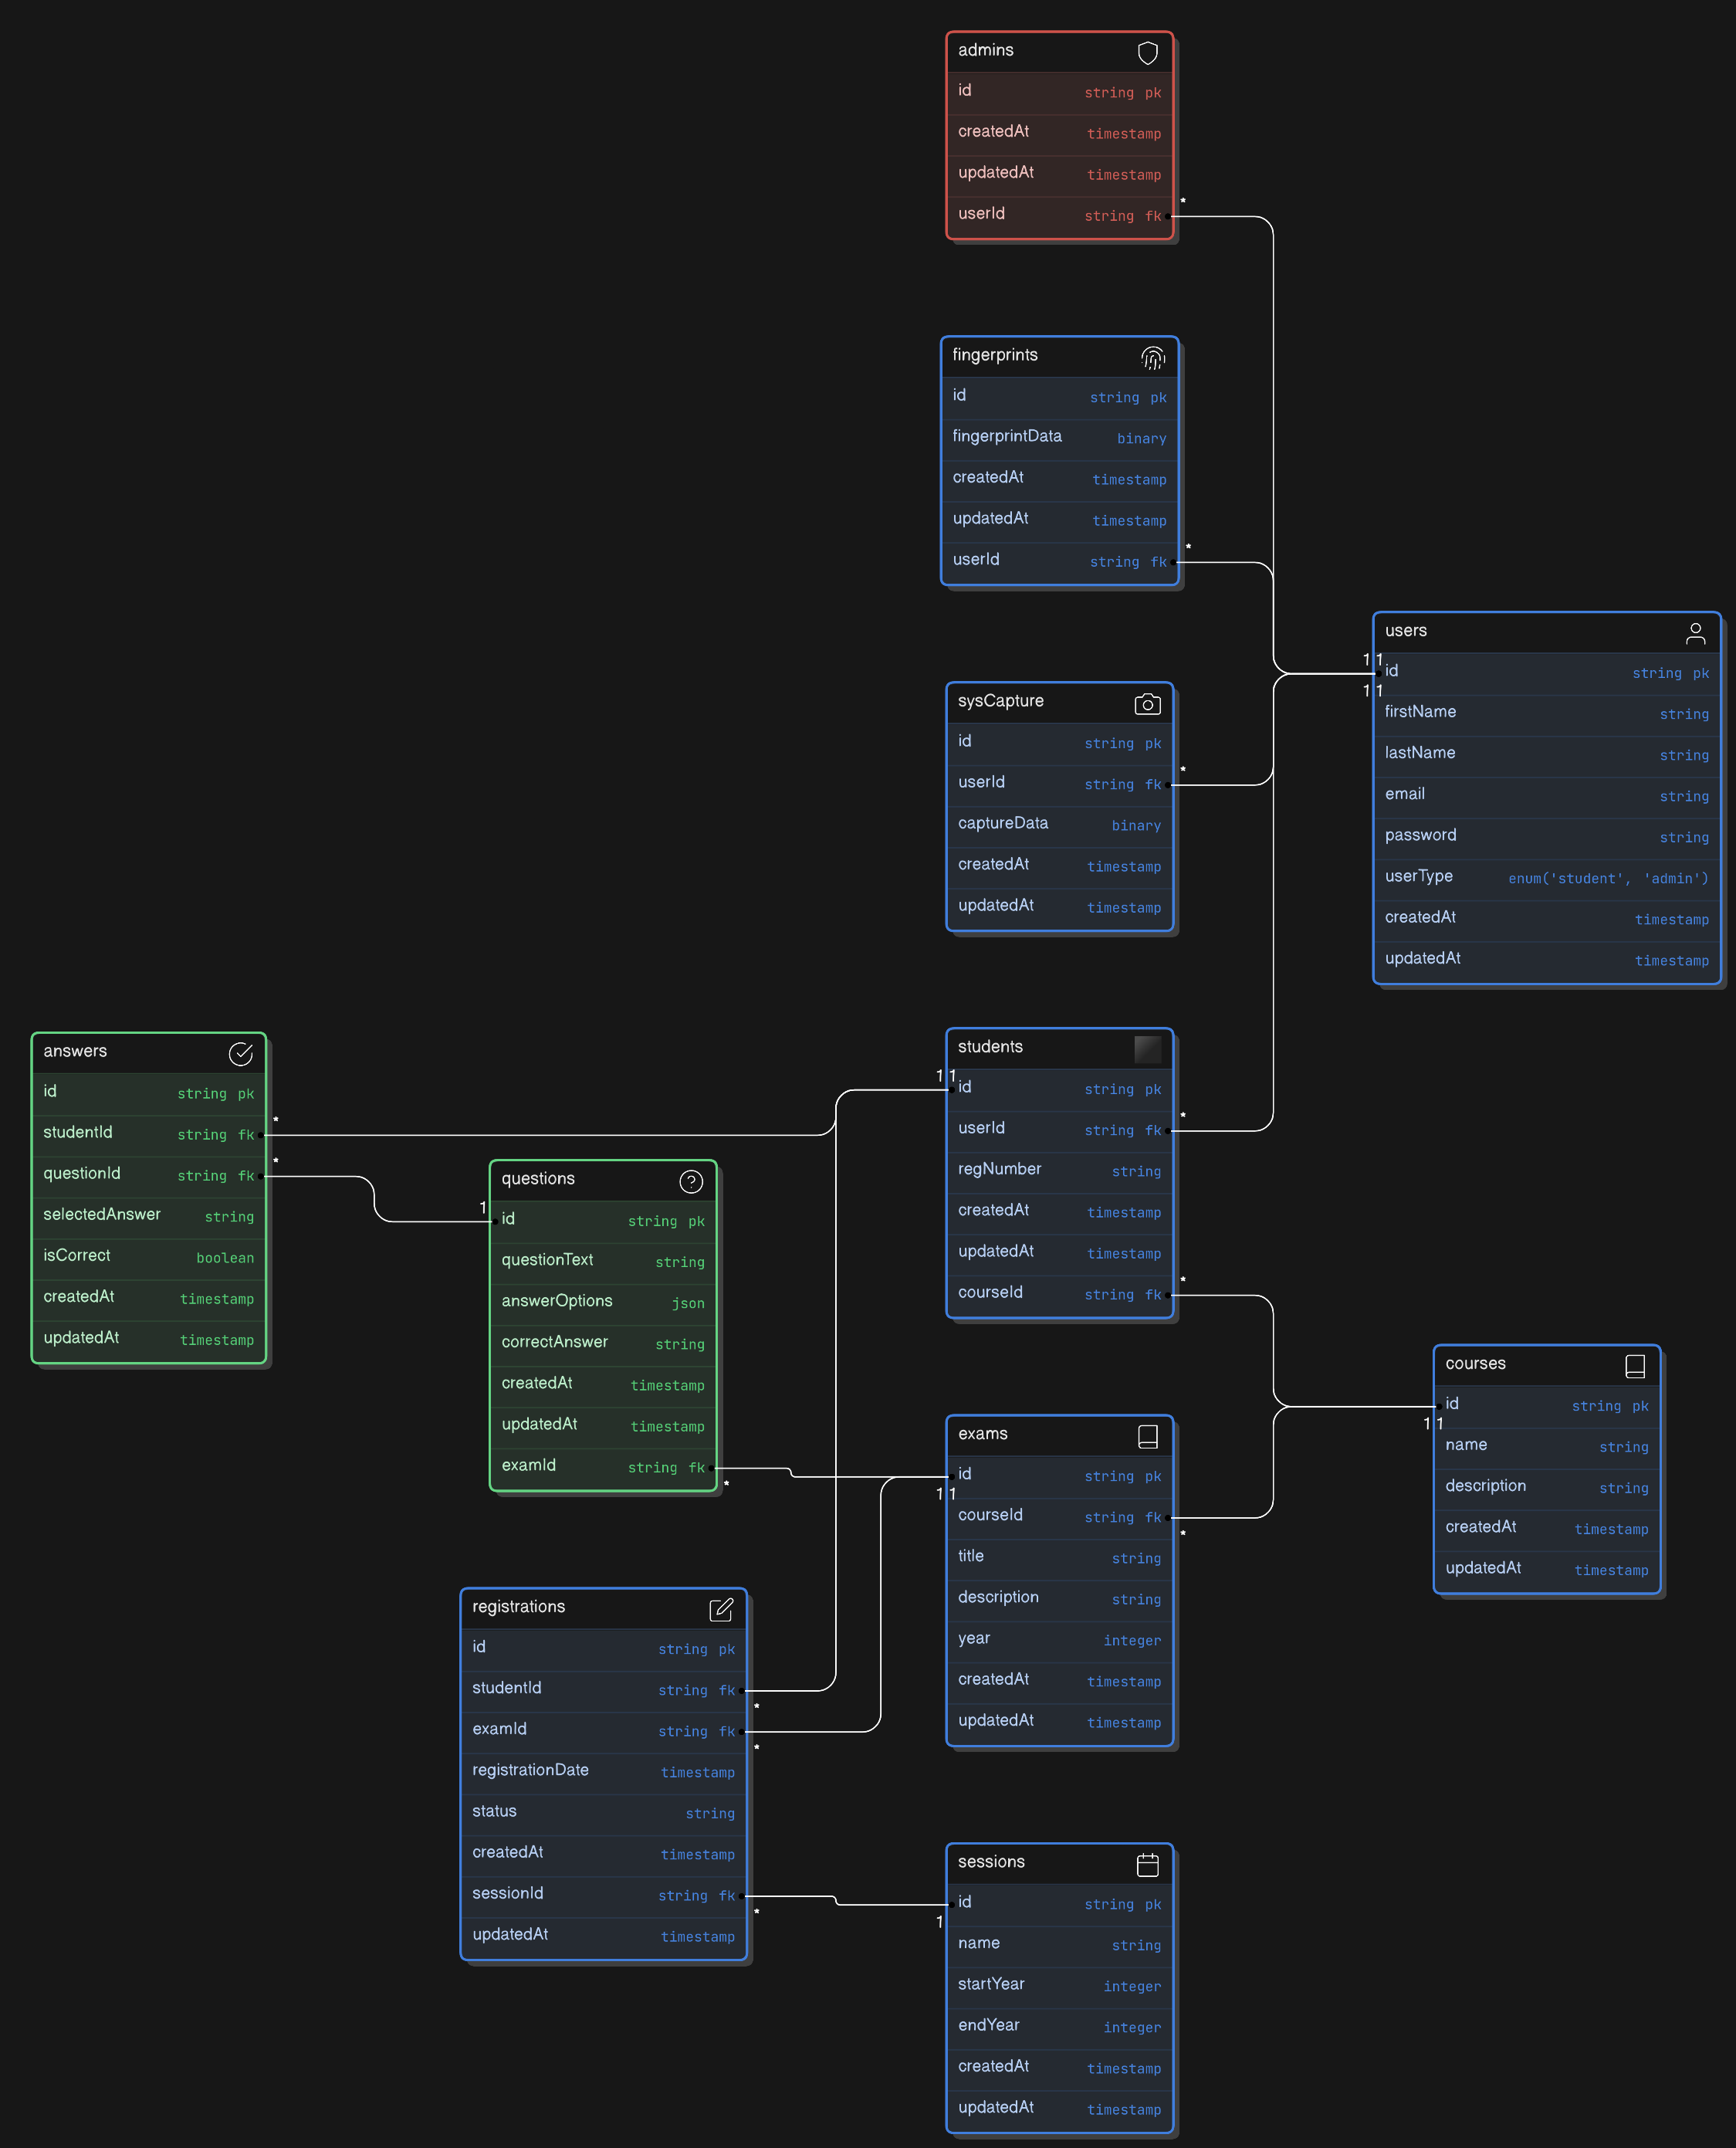 admins
id string pk
createdAt timestamp
updatedAt timestamp
userId string fk
*
fingerprints
id string pk
fingerprintData binary
createdAt timestamp
updatedAt timestamp
userId string fk
*
users
1 1
id string pk
1 1
firstName string
lastName string
email string
password string
userType enum('student', 'admin')
createdAt timestamp
updatedAt timestamp
sysCapture
id string pk
*
userId string fk
captureData binary
createdAt timestamp
updatedAt timestamp
answers
id string pk
*
studentId string fk
*
questionId string fk
selectedAnswer string
isCorrect boolean
createdAt timestamp
updatedAt timestamp
students
1 1
id string pk
*
userId string fk
regNumber string
createdAt timestamp
updatedAt timestamp
*
courseId string fk
questions
1
id string pk
questionText string
answerOptions json
correctAnswer string
createdAt timestamp
updatedAt timestamp
examId string fk
*
courses
id string pk
1 1
name string
description string
createdAt timestamp
updatedAt timestamp
exams
id string pk
1 1
courseId string fk
*
title string
description string
year integer
createdAt timestamp
updatedAt timestamp
registrations
id string pk
studentId string fk
*
examId string fk
*
registrationDate timestamp
status string
createdAt timestamp
sessionId string fk
*
updatedAt timestamp
sessions
id string pk
1
name string
startYear integer
endYear integer
createdAt timestamp
updatedAt timestamp